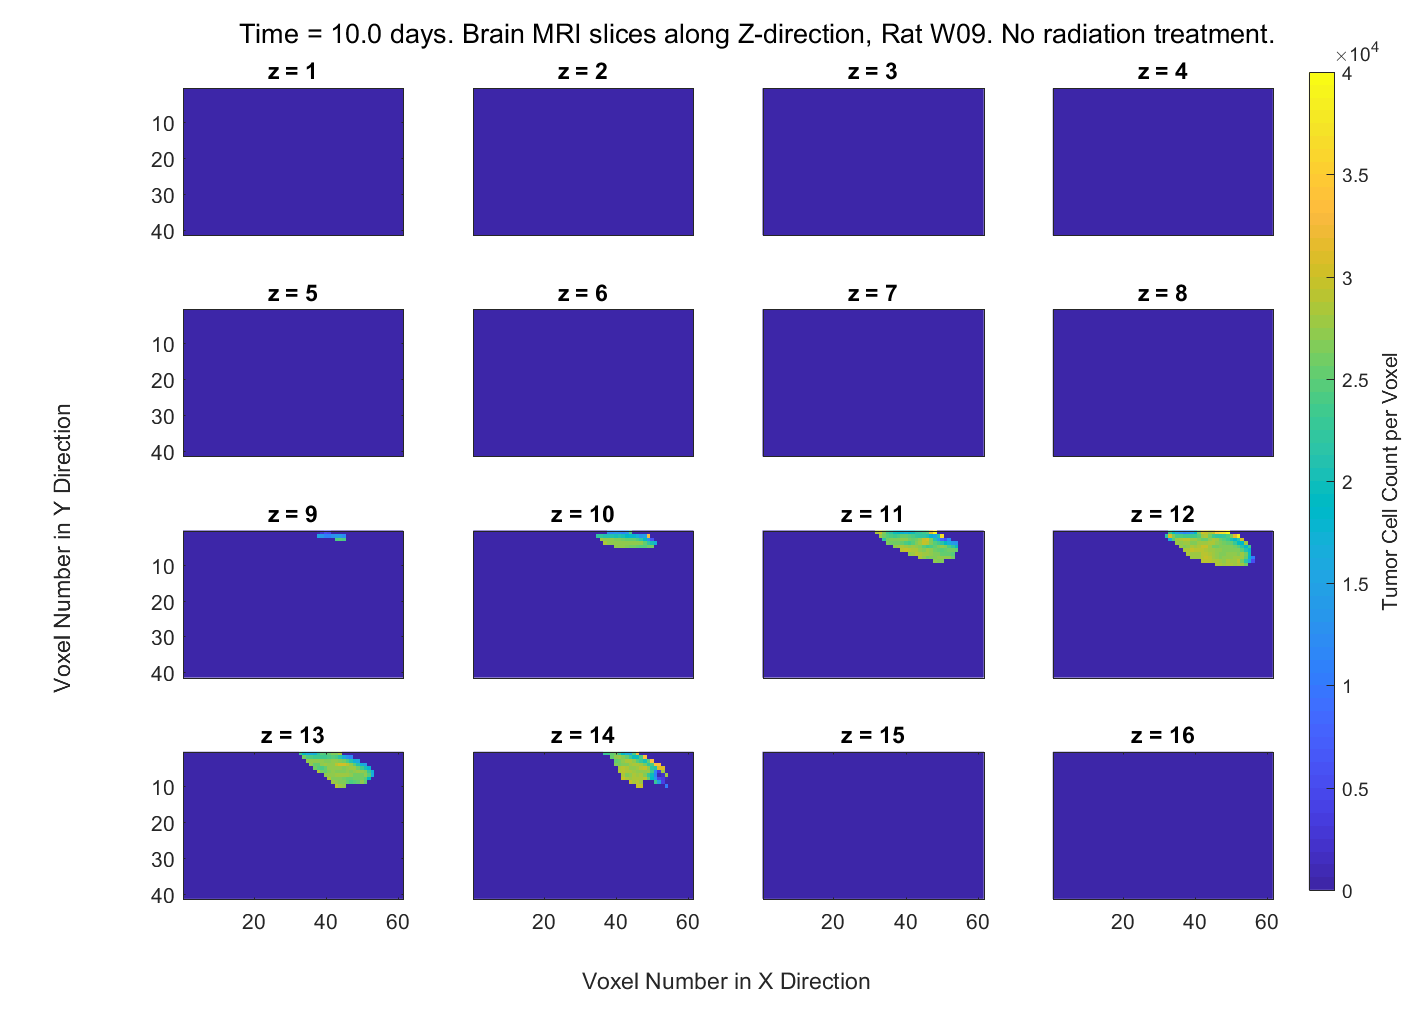 Time = 10.0 days. Brain MRI slices along Z-direction, Rat W09. No radiation treatment.
×10⁴
z = 1
z = 2
z = 3
z = 4
10
20
30
40
z = 5
z = 6
z = 7
z = 8
10
20
30
40
z = 9
z = 10
z = 11
z = 12
10
20
30
40
z = 13
z = 14
z = 15
z = 16
10
20
30
40
20 40 60
20 40 60
20 40 60
20 40 60
Voxel Number in Y Direction
Voxel Number in X Direction
4
3.5
3
2.5
2
1.5
1
0.5
0
Tumor Cell Count per Voxel